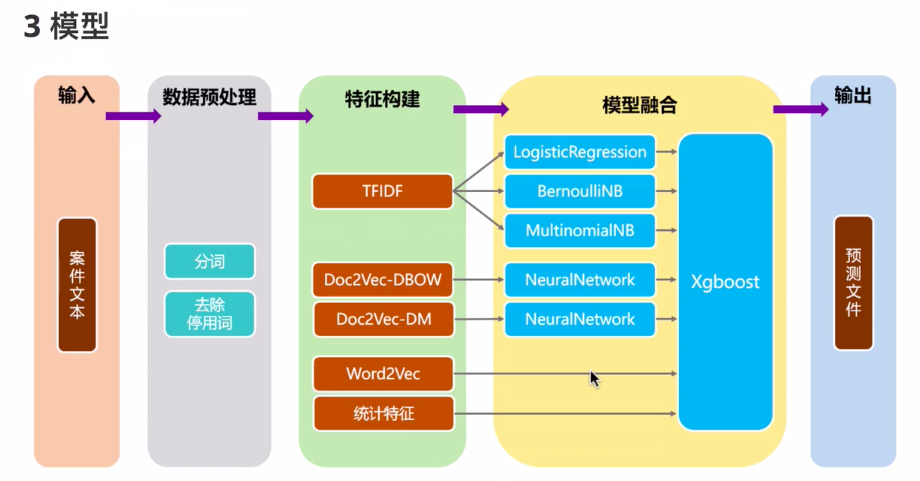 3 模型
输入
数据预处理
特征构建
模型融合
输出
案件文本
分词
去除
停用词
TFIDF
Doc2Vec-DBOW
Doc2Vec-DM
Word2Vec
统计特征
LogisticRegression
BernoulliNB
MultinomialNB
NeuralNetwork
NeuralNetwork
Xgboost
预测文件